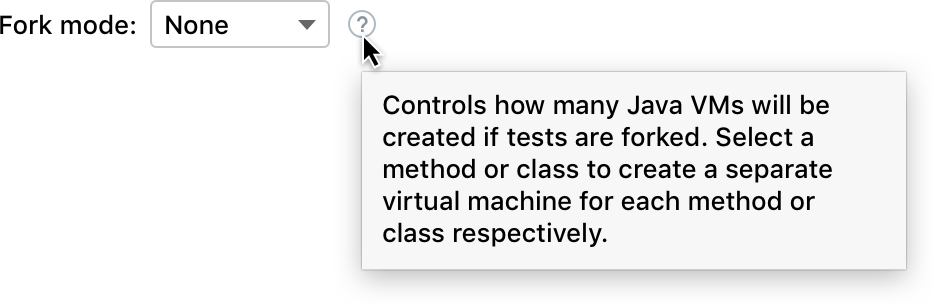 Fork mode: None ?
Controls how many Java VMs will be
created if tests are forked. Select a
method or class to create a separate
virtual machine for each method or
class respectively.